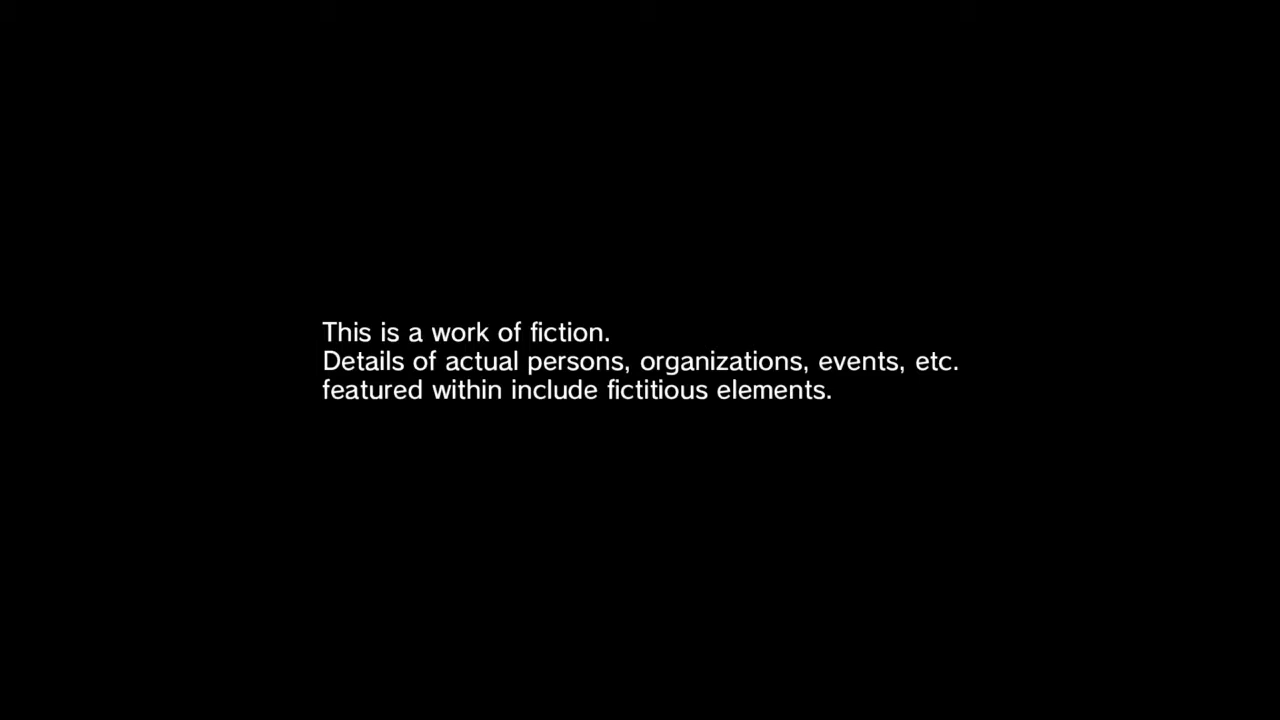 This is a work of fiction.
Details of actual persons, organizations, events, etc.
featured within include fictitious elements.